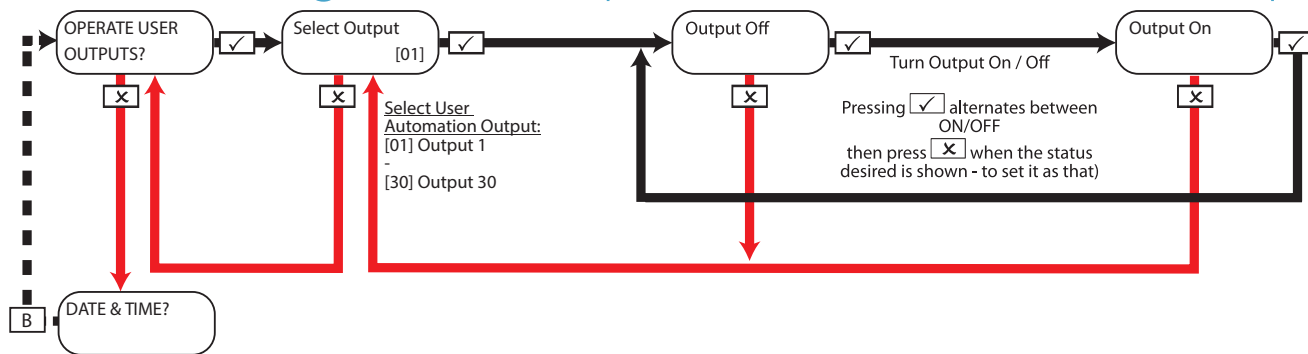 OPERATE USER
OUTPUTS?
✓
Select Output
[01]
✓
Output Off
✓
Turn Output On / Off
Output On
✓
x
x
Select User
Automation Output:
[01] Output 1
-
[30] Output 30
x
Pressing ✓ alternates between
ON/OFF
then press x when the status
desired is shown - to set it as that)
x
DATE & TIME?
B